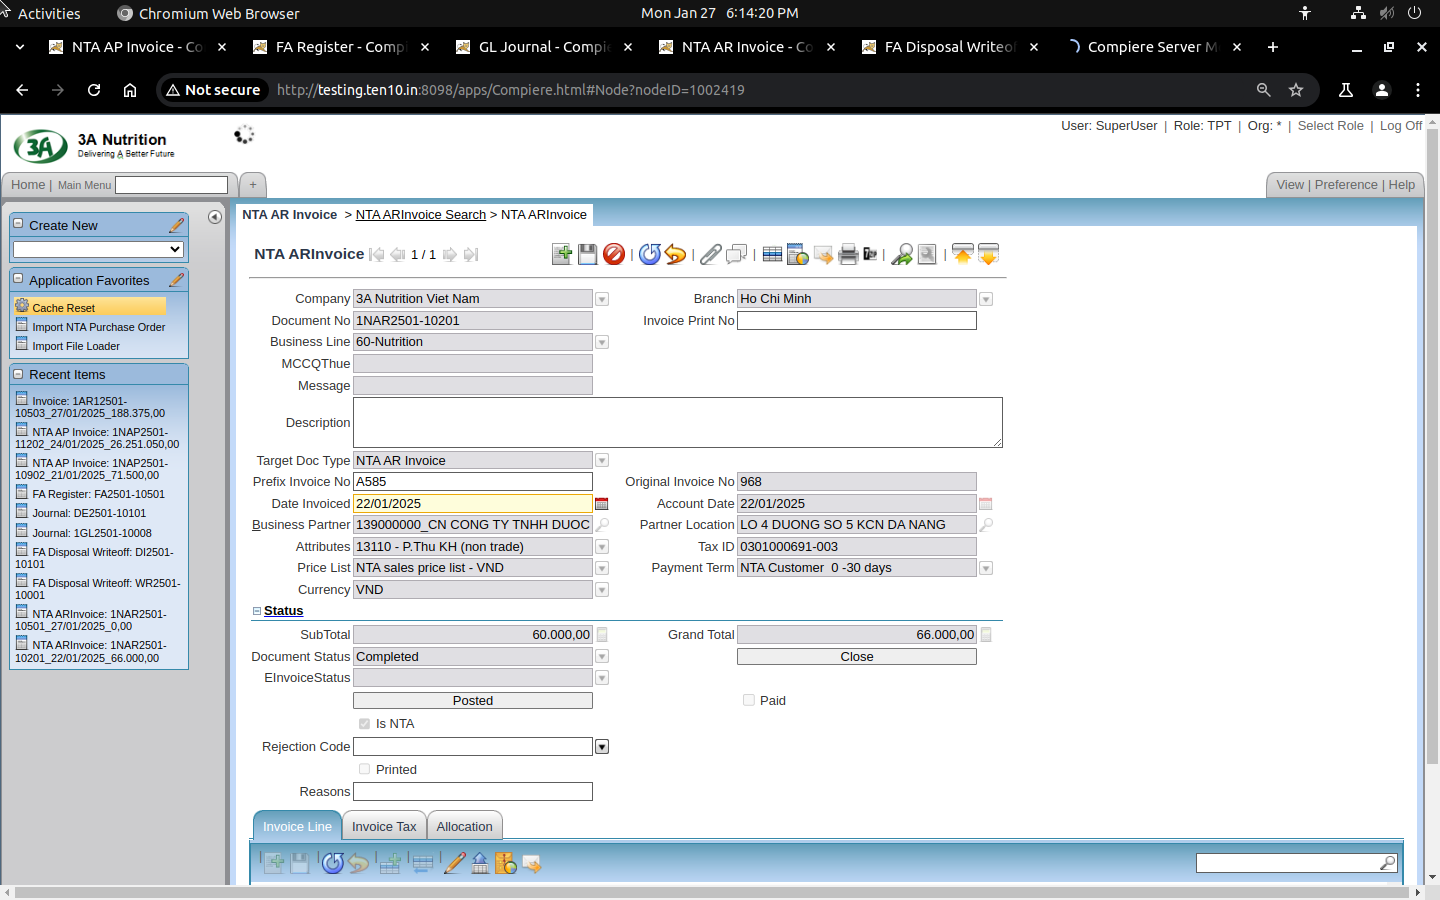 Activities
Chromium Web Browser
Mon Jan 27 6:14:20 PM
NTA AP Invoice - Co
FA Register - Compi
GL Journal - Compie
NTA AR Invoice - Co
FA Disposal Writeof
Compiere Server M
Not secure
http://testing.ten10.in:8098/apps/Compiere.html#Node?nodeID=1002419
3A
3A Nutrition
Delivering A Better Future
User: SuperUser | Role: TPT | Org: * | Select Role | Log Off
Home | Main Menu
+
View | Preference | Help
Create New
Application Favorites
Cache Reset
Import NTA Purchase Order
Import File Loader
Recent Items
Invoice: 1AR12501-
10503_27/01/2025_188.375,00
NTA AP Invoice: 1NAP2501-
11202_24/01/2025_26.251.050,00
NTA AP Invoice: 1NAP2501-
10902_21/01/2025_71.500,00
FA Register: FA2501-10501
Journal: DE2501-10101
Journal: 1GL2501-10008
FA Disposal Writeoff: DI2501-
10101
FA Disposal Writeoff: WR2501-
10001
NTA ARInvoice: 1NAR2501-
10501_27/01/2025_0,00
NTA ARInvoice: 1NAR2501-
10201_22/01/2025_66.000,00
NTA AR Invoice > NTA ARInvoice Search > NTA ARInvoice
NTA ARInvoice 1 / 1
Company 3A Nutrition Viet Nam
Branch Ho Chi Minh
Document No 1NAR2501-10201
Invoice Print No
Business Line 60-Nutrition
MCCQThue
Message
Description
Target Doc Type NTA AR Invoice
Prefix Invoice No A585
Original Invoice No 968
Date Invoiced 22/01/2025
Account Date 22/01/2025
Business Partner 139000000_CN CONG TY TNHH DUOC
Partner Location LO 4 DUONG SO 5 KCN DA NANG
Attributes 13110 - P.Thu KH (non trade)
Tax ID 0301000691-003
Price List NTA sales price list - VND
Payment Term NTA Customer 0 -30 days
Currency VND
Status
SubTotal 60.000,00
Grand Total 66.000,00
Document Status Completed
Close
EInvoiceStatus
Posted
Paid
Is NTA
Rejection Code
Printed
Reasons
Invoice Line
Invoice Tax
Allocation